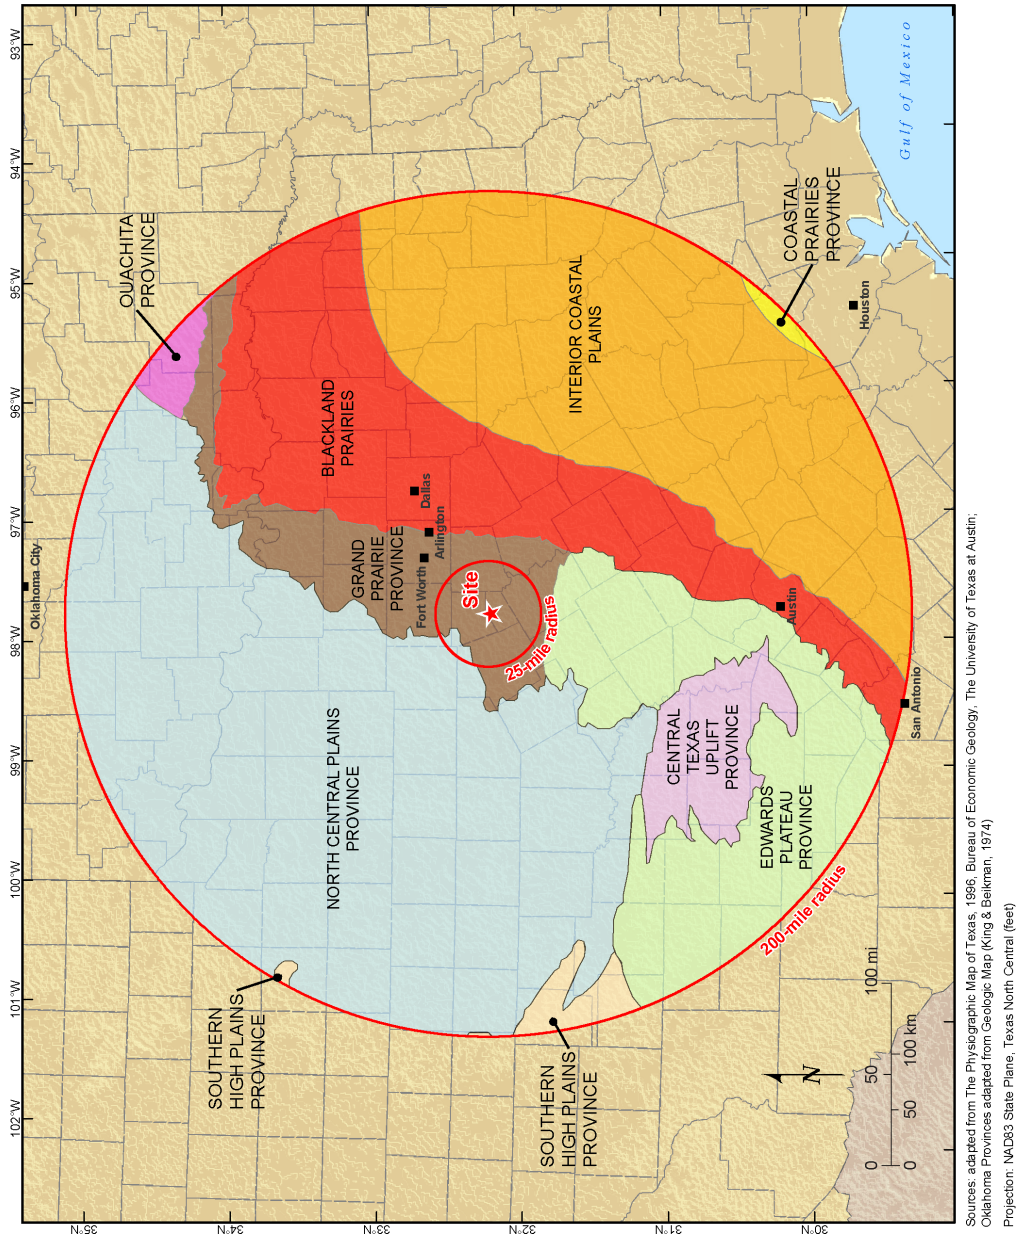 93°W
94°W
95°W
96°W
97°W
98°W
99°W
100°W
101°W
102°W
35°N
34°N
33°N
32°N
31°N
30°N
Oklahoma City
OUACHITA
PROVINCE
BLACKLAND
PRAIRIES
INTERIOR COASTAL
PLAINS
COASTAL
PRAIRIES
PROVINCE
Gulf of Mexico
Houston
Dallas
Arlington
Fort Worth
GRAND
PRAIRIE
PROVINCE
Site
25-mile radius
Austin
San Antonio
NORTH CENTRAL PLAINS
PROVINCE
CENTRAL
TEXAS
UPLIFT
PROVINCE
EDWARDS
PLATEAU
PROVINCE
200-mile radius
SOUTHERN
HIGH PLAINS
PROVINCE
SOUTHERN
HIGH PLAINS
PROVINCE
N
0 50 100 mi
0 50 100 km
Sources: adapted from The Physiographic Map of Texas, 1996, Bureau of Economic Geology, The University of Texas at Austin;
Oklahoma Provinces adapted from Geologic Map (King & Beikman, 1974)
Projection: NAD83 State Plane, Texas North Central (feet)